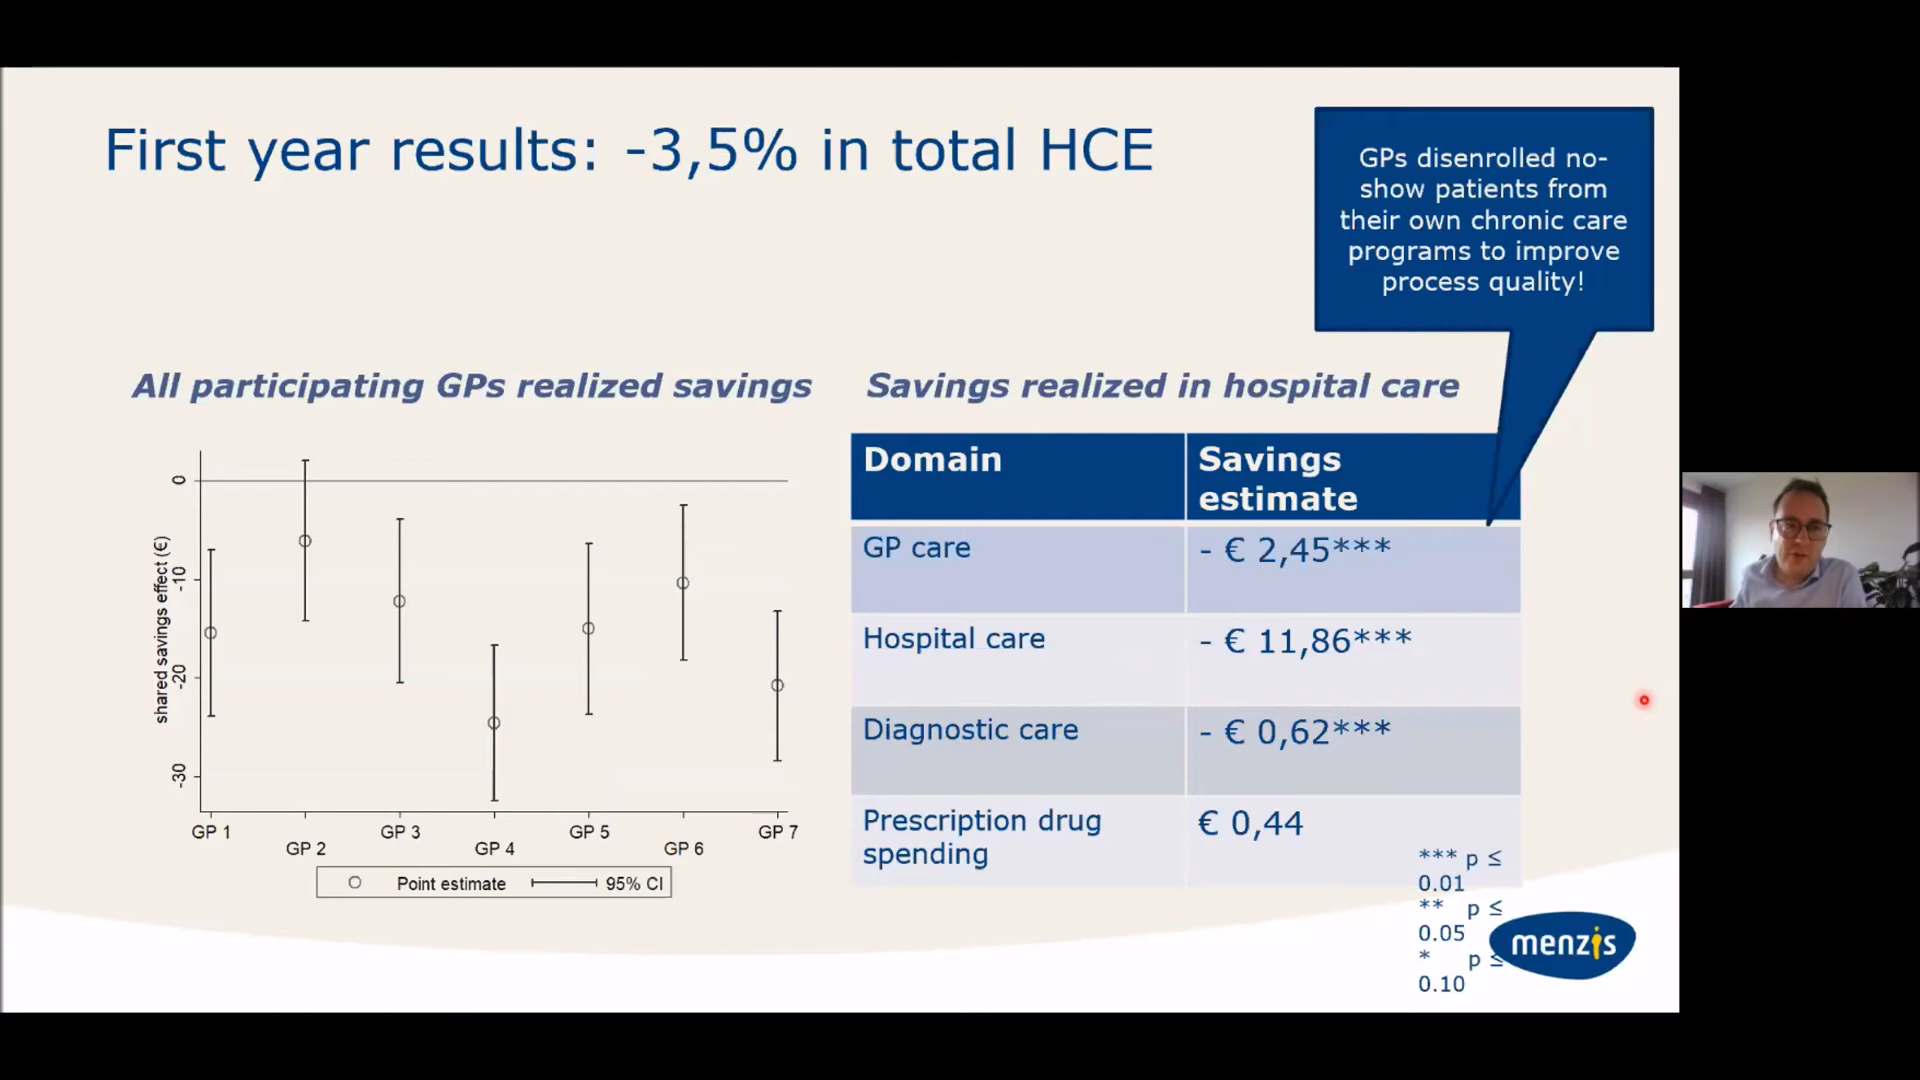 First year results: -3,5% in total HCE
GPs disenrolled no-
show patients from
their own chronic care
programs to improve
process quality!
All participating GPs realized savings
shared savings effect (€)
0
-10
-20
-30
GP 1
GP 2
GP 3
GP 4
GP 5
GP 6
GP 7
Point estimate 95% CI
Savings realized in hospital care
Domain
Savings
estimate
GP care
- € 2,45***
Hospital care
- € 11,86***
Diagnostic care
- € 0,62***
Prescription drug
spending
€ 0,44
*** p ≤
0.01
** p ≤
0.05
* p ≤
0.10
menzis